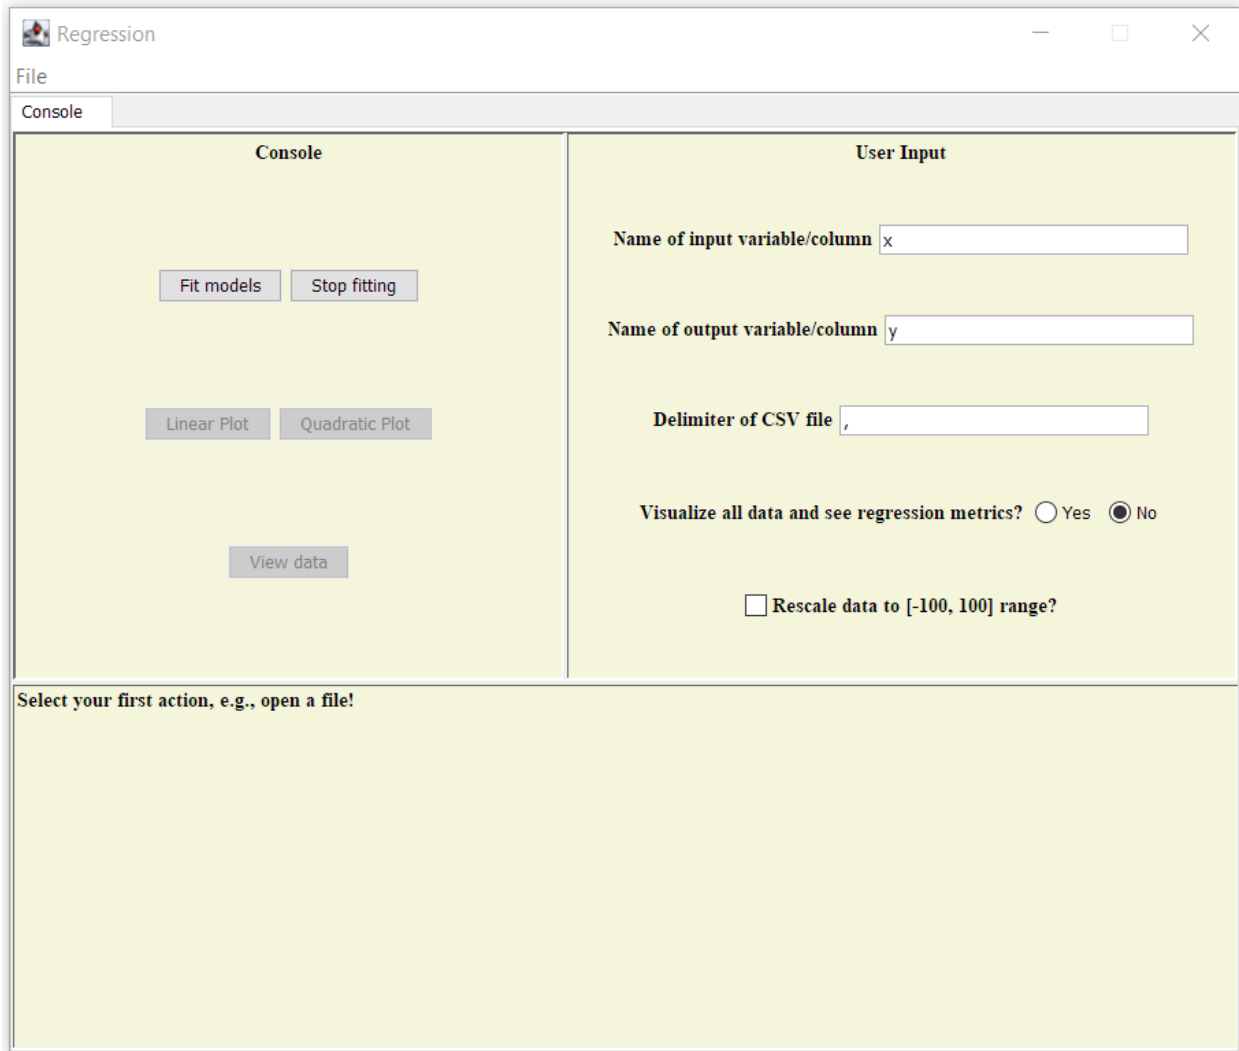 Regression
File
Console
Console
Fit models Stop fitting
Linear Plot Quadratic Plot
View data
User Input
Name of input variable/column x
Name of output variable/column y
Delimiter of CSV file ,
Visualize all data and see regression metrics? Yes No
Rescale data to [-100, 100] range?
Select your first action, e.g., open a file!